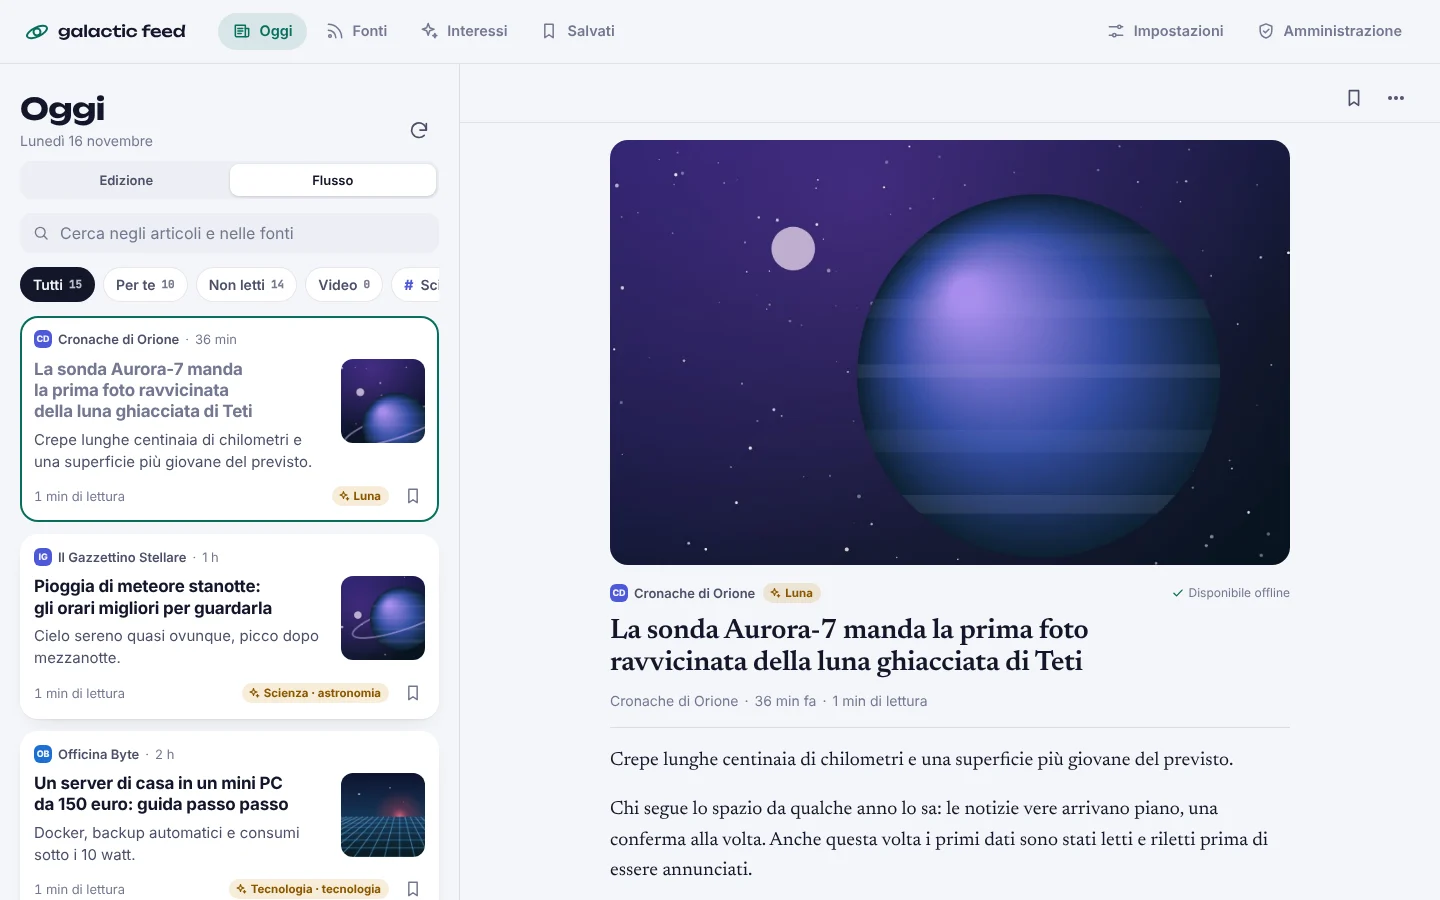 galactic feed
Oggi
Fonti
Interessi
Salvati
Impostazioni
Amministrazione
Oggi
Lunedì 16 novembre
Edizione
Flusso
Cerca negli articoli e nelle fonti
Tutti 15
Per te 10
Non letti 14
Video 0
# Sci
CD Cronache di Orione · 36 min
La sonda Aurora-7 manda
la prima foto ravvicinata
della luna ghiacciata di Teti
Crepe lunghe centinaia di chilometri e
una superficie più giovane del previsto.
1 min di lettura
Luna
IG Il Gazzettino Stellare · 1 h
Pioggia di meteore stanotte:
gli orari migliori per guardarla
Cielo sereno quasi ovunque, picco dopo
mezzanotte.
1 min di lettura
Scienza · astronomia
OB Officina Byte · 2 h
Un server di casa in un mini PC
da 150 euro: guida passo passo
Docker, backup automatici e consumi
sotto i 10 watt.
1 min di lettura
Tecnologia · tecnologia
CD Cronache di Orione
Luna
Disponibile offline
La sonda Aurora-7 manda la prima foto
ravvicinata della luna ghiacciata di Teti
Cronache di Orione · 36 min fa · 1 min di lettura
Crepe lunghe centinaia di chilometri e una superficie più giovane del previsto.
Chi segue lo spazio da qualche anno lo sa: le notizie vere arrivano piano, una
conferma alla volta. Anche questa volta i primi dati sono stati letti e riletti prima di
essere annunciati.